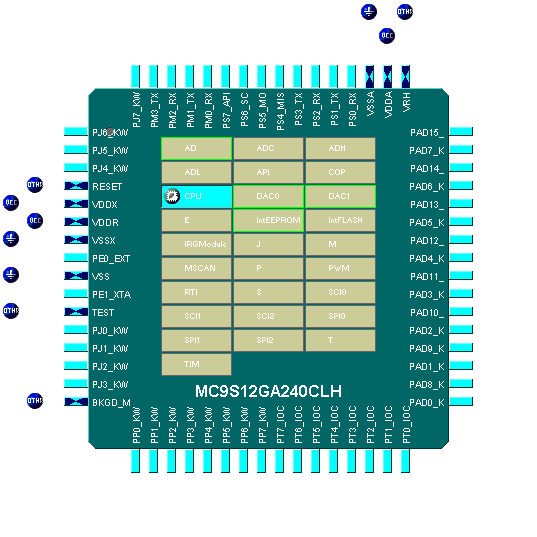 OTHS
OTHS
VCC
PJ7_KW
PM3_TX
PM2_RX
PM1_TX
PM0_RX
PS7_API
PS6_SC
PS5_MO
PS4_MIS
PS3_TX
PS2_RX
PS1_TX
PS0_RX
VSSA
VDDA
VRH
PJ6_KW
PJ5_KW
PJ4_KW
RESET
VDDX
VDDR
VSSX
PE0_EXT
VSS
PE1_XTA
TEST
PJ0_KW
PJ1_KW
PJ2_KW
PJ3_KW
BKGD_M
OTHS
VCC
VCC
OTHS
AD ADC ADH
ADL API COP
CPU DAC0 DAC1
E IntEEPROM IntFLASH
IRQModule J M
MSCAN P PWM
RTI S SCI0
SCI1 SCI2 SPI0
SPI1 SPI2 T
TIM
MC9S12GA240CLH
PAD15_
PAD7_K
PAD14_
PAD6_K
PAD13_
PAD5_K
PAD12_
PAD4_K
PAD11_
PAD3_K
PAD10_
PAD2_K
PAD9_K
PAD1_K
PAD8_K
PAD0_K
PP0_KW
PP1_KW
PP2_KW
PP3_KW
PP4_KW
PP5_KW
PP6_KW
PP7_KW
PT7_IOC
PT6_IOC
PT5_IOC
PT4_IOC
PT3_IOC
PT2_IOC
PT1_IOC
PT0_IOC